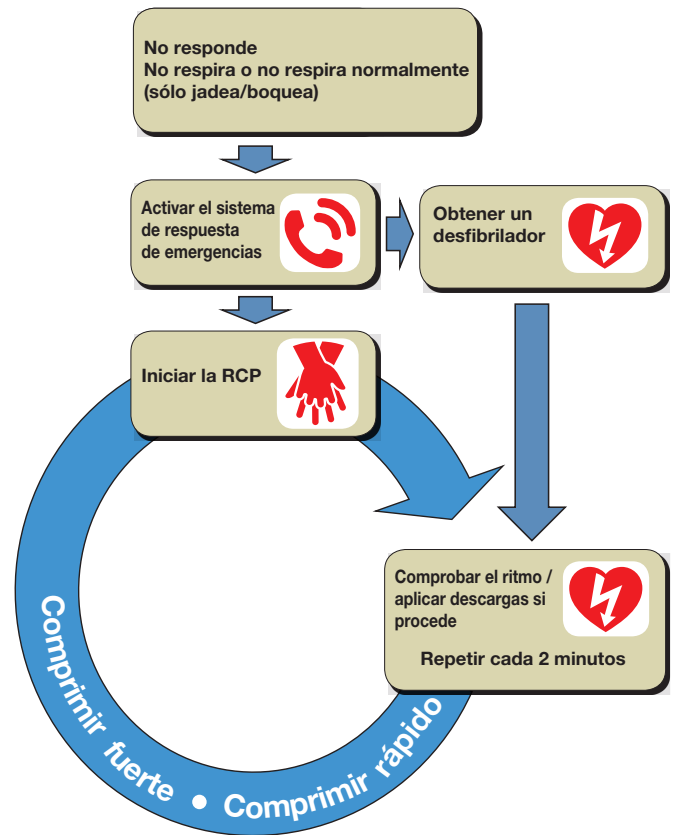 No responde
No respira o no respira normalmente
(sólo jadea/boquea)
Activar el sistema
de respuesta
de emergencias
Obtener un
desfibrilador
Iniciar la RCP
Comprobar el ritmo /
aplicar descargas si
procede
Repetir cada 2 minutos
Comprimir fuerte • Comprimir rápido